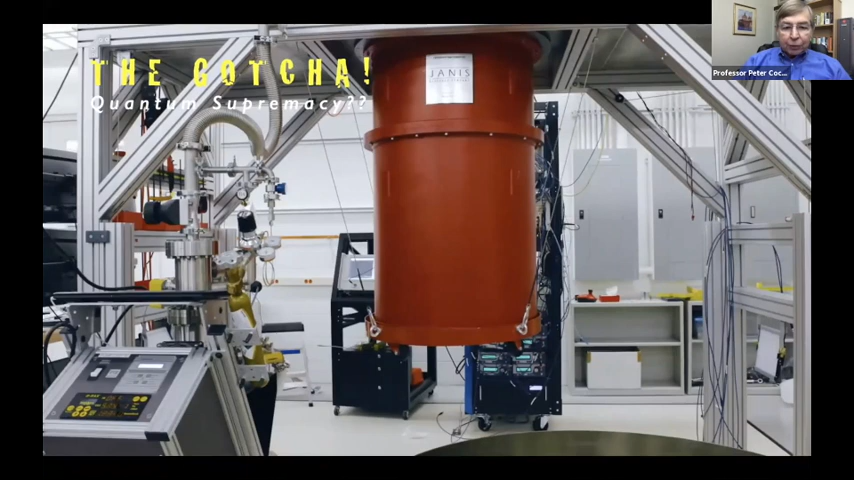 THE GOTCHA!
Quantum Supremacy??
JANIS
Professor Peter Coc...